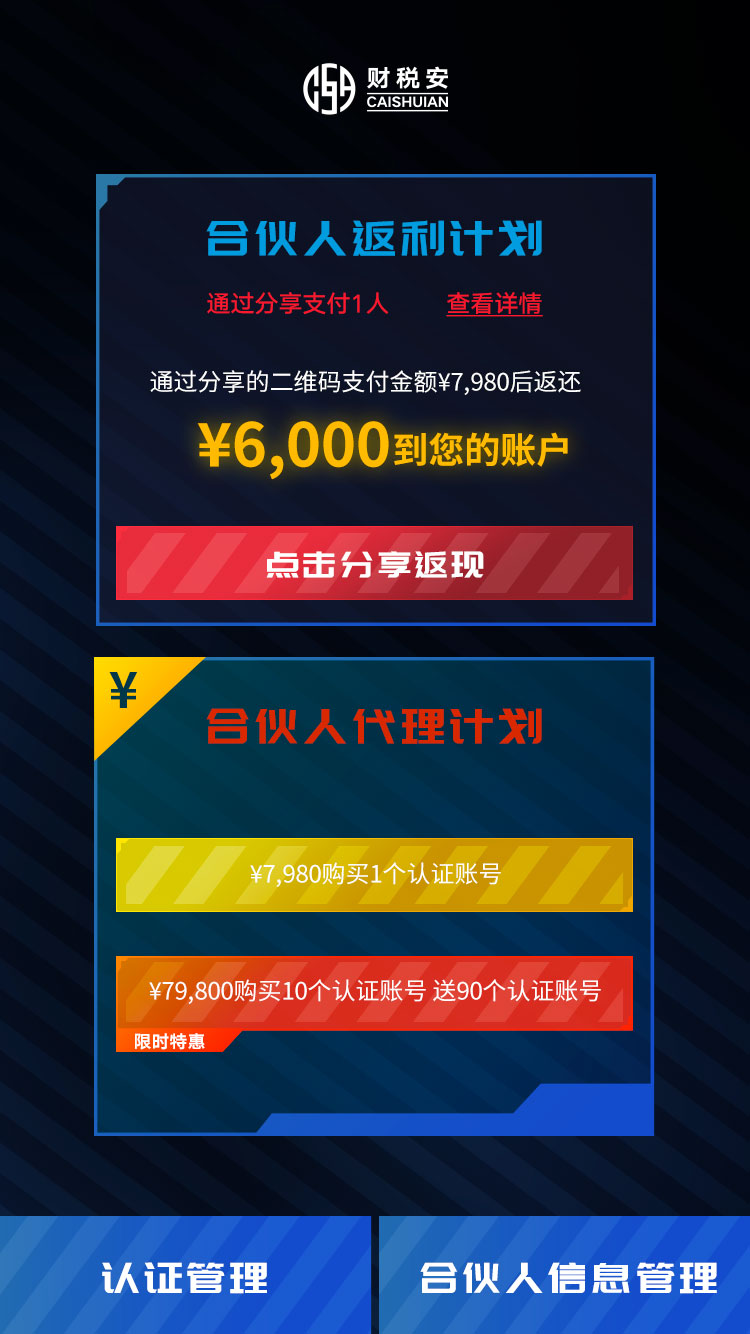 CSA 财税安
CAISHUIAN
合伙人返利计划
通过分享支付1人 查看详情
通过分享的二维码支付金额¥7,980后返还
¥6,000到您的账户
点击分享返现
¥
合伙人代理计划
¥7,980购买1个认证账号
¥79,800购买10个认证账号 送90个认证账号
限时特惠
认证管理 合伙人信息管理